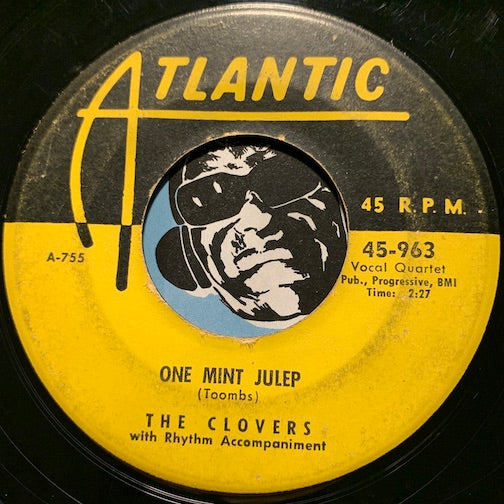 ATLANTIC
45 R.P.M.
A-755
45-963
Vocal Quartet
Pub., Progressive, BMI
Time: 2:27
ONE MINT JULEP
(Toombs)
THE CLOVERS
with Rhythm Accompaniment